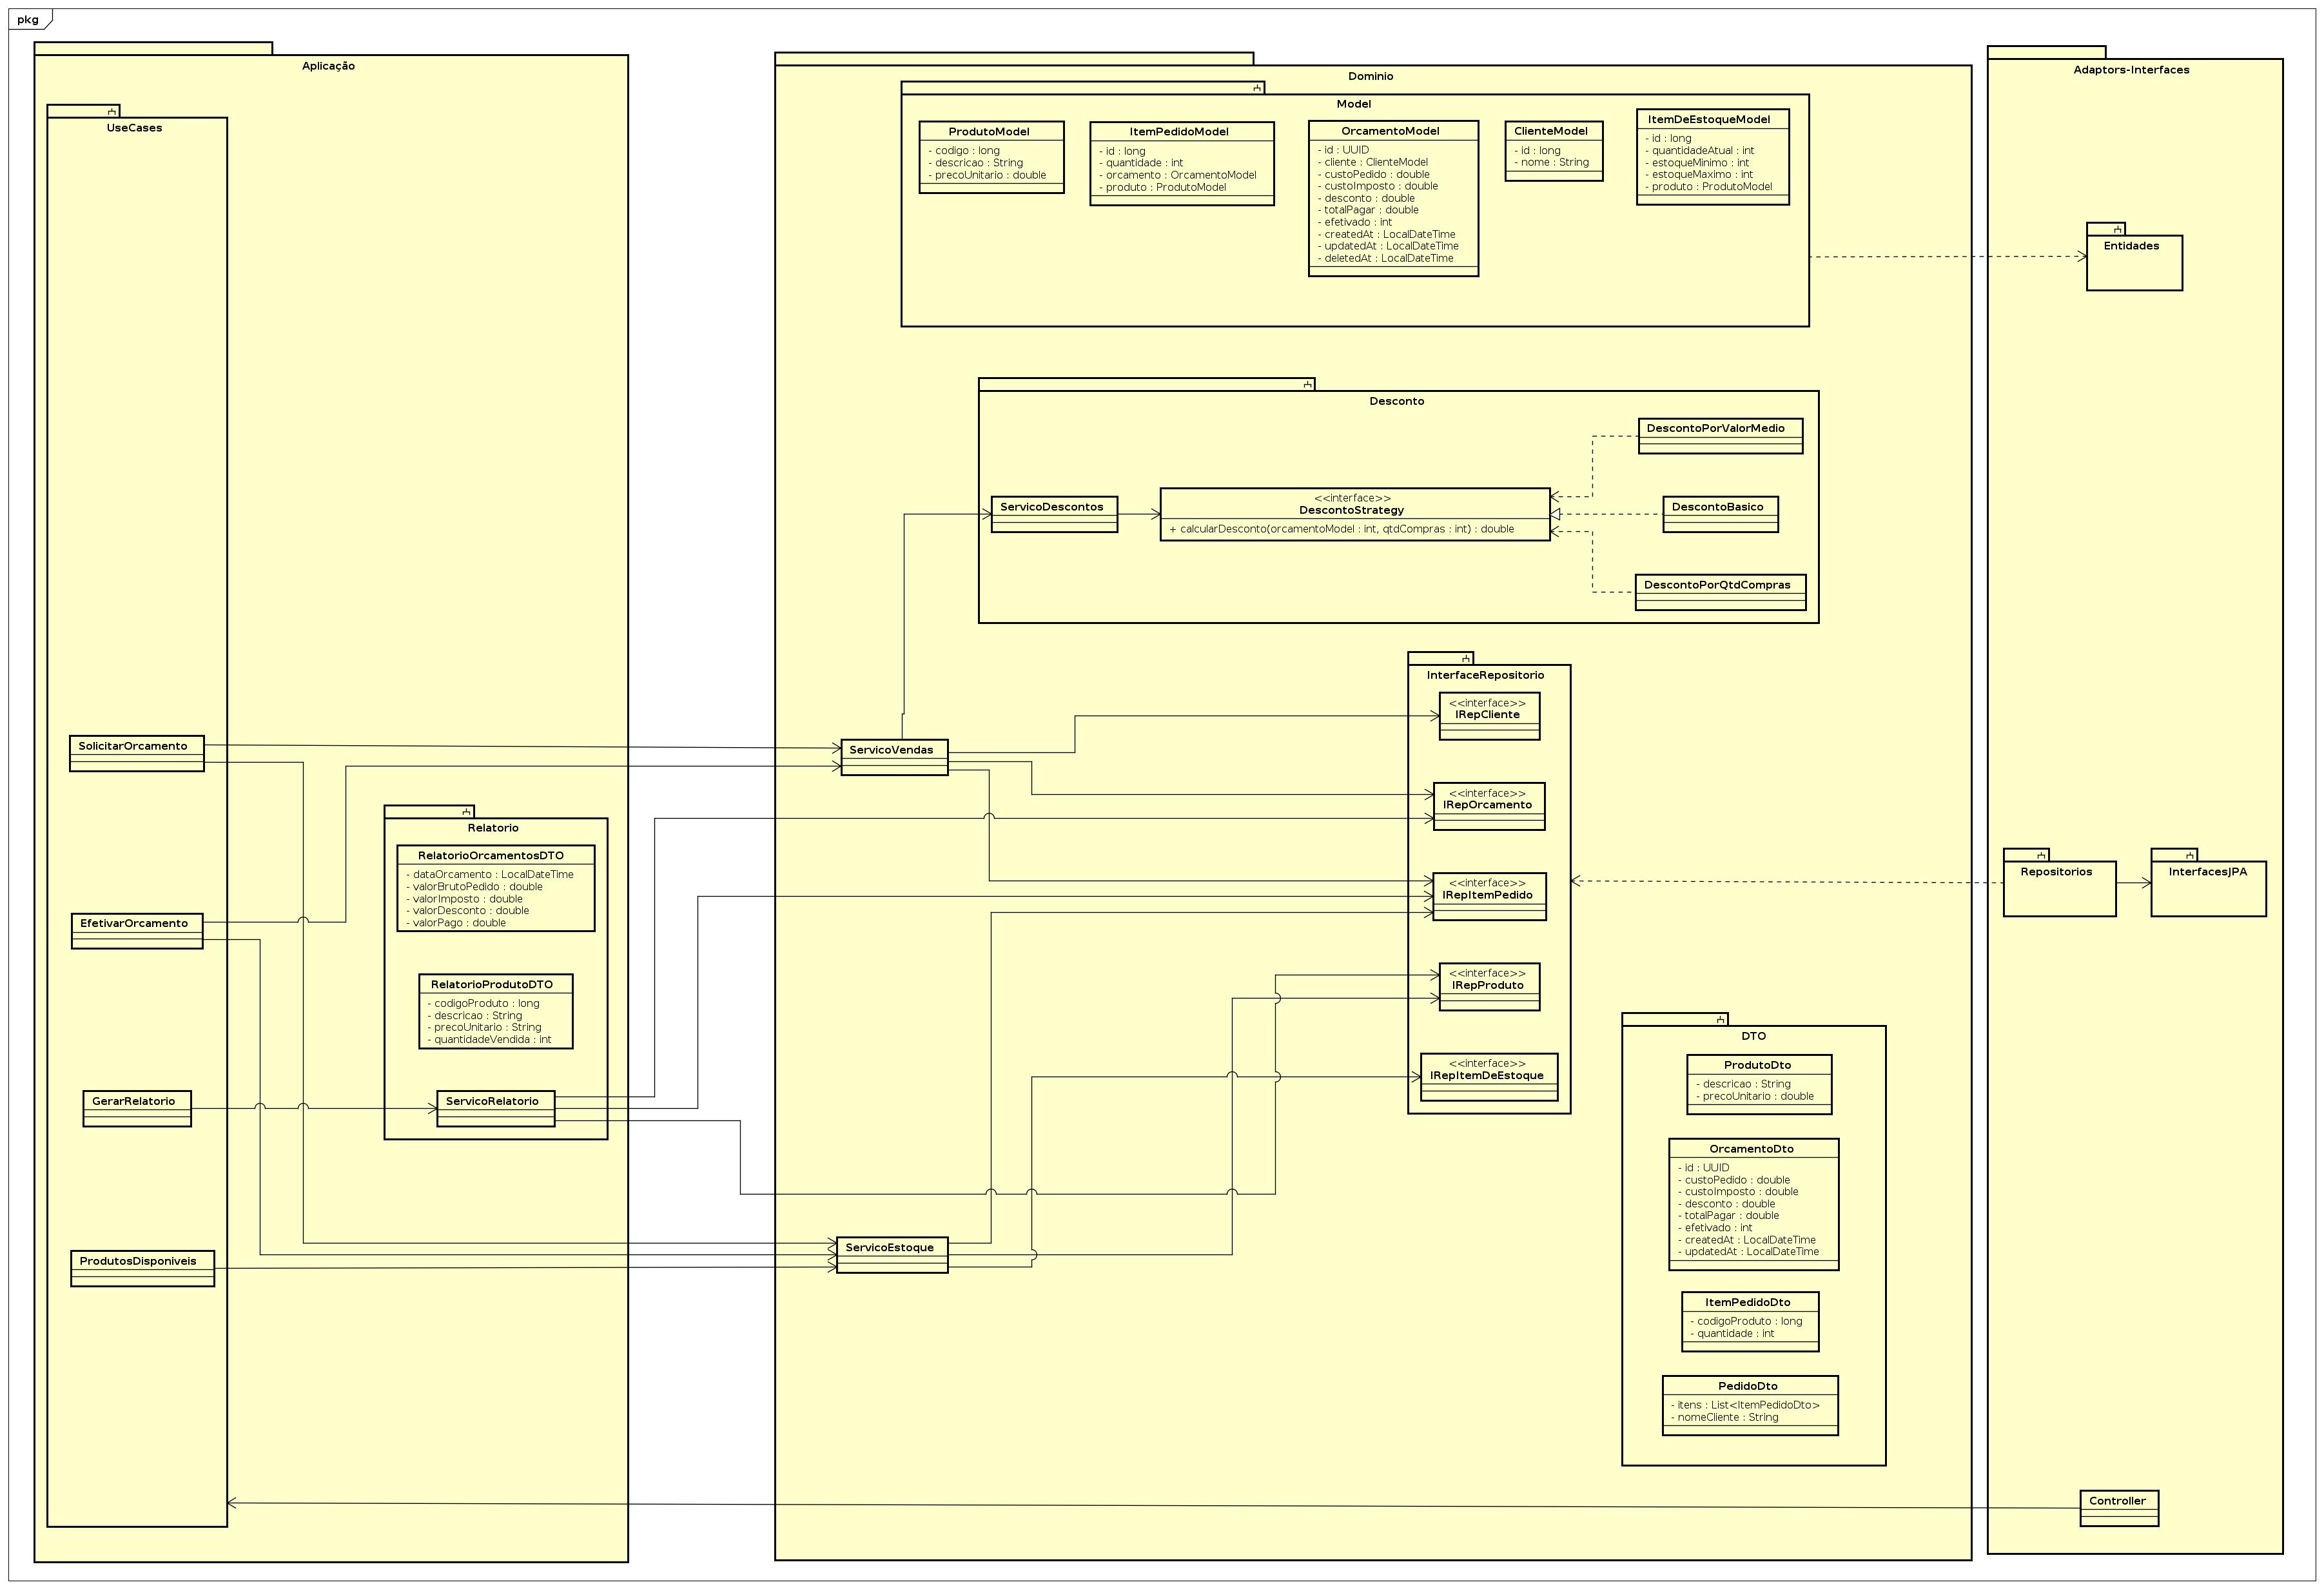 pkg
Aplicação
UseCases
SolicitarOrcamento
EfetivarOrcamento
GerarRelatorio
ProdutosDisponiveis
Relatorio
RelatorioOrcamentosDTO
- dataOrcamento : LocalDateTime
- valorBrutoPedido : double
- valorImposto : double
- valorDesconto : double
- valorPago : double
RelatorioProdutoDTO
- codigoProduto : long
- descricao : String
- precoUnitario : String
- quantidadeVendida : int
ServicoRelatorio
Dominio
Model
ProdutoModel
- codigo : long
- descricao : String
- precoUnitario : double
ItemPedidoModel
- id : long
- quantidade : int
- orcamento : OrcamentoModel
- produto : ProdutoModel
OrcamentoModel
- id : UUID
- cliente : ClienteModel
- custoPedido : double
- custoImposto : double
- desconto : double
- totalPagar : double
- efetivado : int
- createdAt : LocalDateTime
- updatedAt : LocalDateTime
- deletedAt : LocalDateTime
ClienteModel
- id : long
- nome : String
ItemDeEstoqueModel
- id : long
- quantidadeAtual : int
- estoqueMinimo : int
- estoqueMaximo : int
- produto : ProdutoModel
Desconto
ServicoDescontos
<<interface>>
DescontoStrategy
+ calcularDesconto(orcamentoModel : int, qtdCompras : int) : double
DescontoPorValorMedio
DescontoBasico
DescontoPorQtdCompras
ServicoVendas
ServicoEstoque
InterfaceRepositorio
<<interface>>
IRepCliente
<<interface>>
IRepOrcamento
<<interface>>
IRepItemPedido
<<interface>>
IRepProduto
<<interface>>
IRepItemDeEstoque
DTO
ProdutoDto
- descricao : String
- precoUnitario : double
OrcamentoDto
- id : UUID
- custoPedido : double
- custoImposto : double
- desconto : double
- totalPagar : double
- efetivado : int
- createdAt : LocalDateTime
- updatedAt : LocalDateTime
ItemPedidoDto
- codigoProduto : long
- quantidade : int
PedidoDto
- itens : List<ItemPedidoDto>
- nomeCliente : String
Adaptors-Interfaces
Entidades
Repositorios
InterfacesJPA
Controller